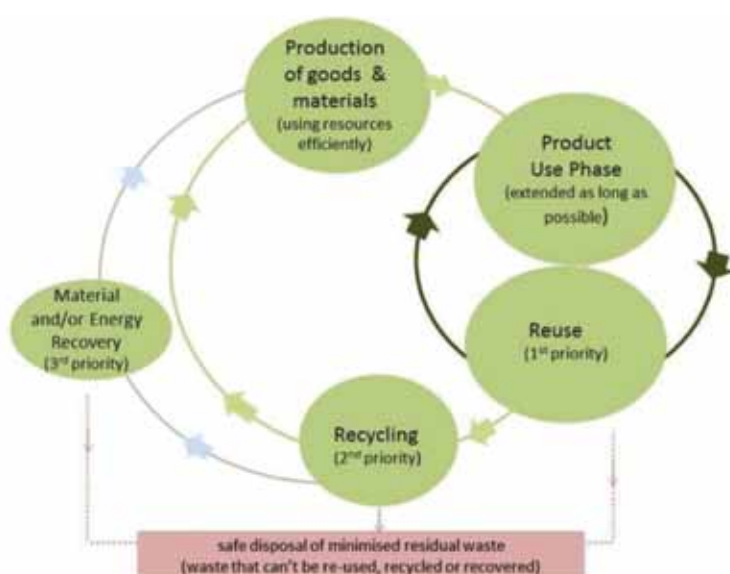 Production
of goods &
materials
(using resources
efficiently)
Product
Use Phase
(extended as long as
possible)
Material
and/or Energy
Recovery
(3rd priority)
Reuse
(1st priority)
Recycling
(2nd priority)
safe disposal of minimised residual waste
(waste that can't be re-used, recycled or recovered)